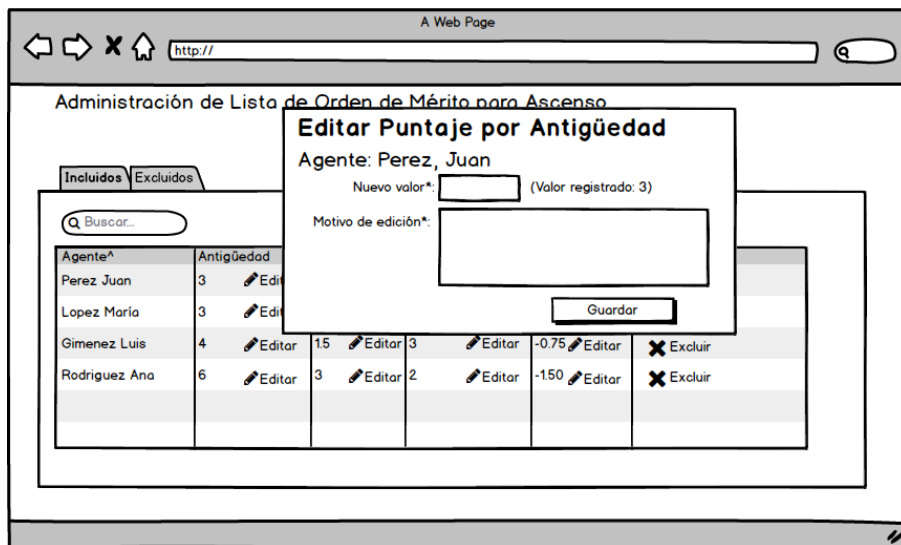 A Web Page
http://
Administración de Lista de Orden de Mérito para Ascenso
Editar Puntaje por Antigüedad
Agente: Perez, Juan
Nuevo valor*: (Valor registrado: 3)
Motivo de edición*:
Guardar
Incluidos Excluidos
Buscar...
Agente^ Antigüedad
Perez Juan 3 Edit
Lopez María 3 Edit
Gimenez Luis 4 Editar 1.5 Editar 3 Editar -0.75 Editar Excluir
Rodriguez Ana 6 Editar 3 Editar 2 Editar -1.50 Editar Excluir